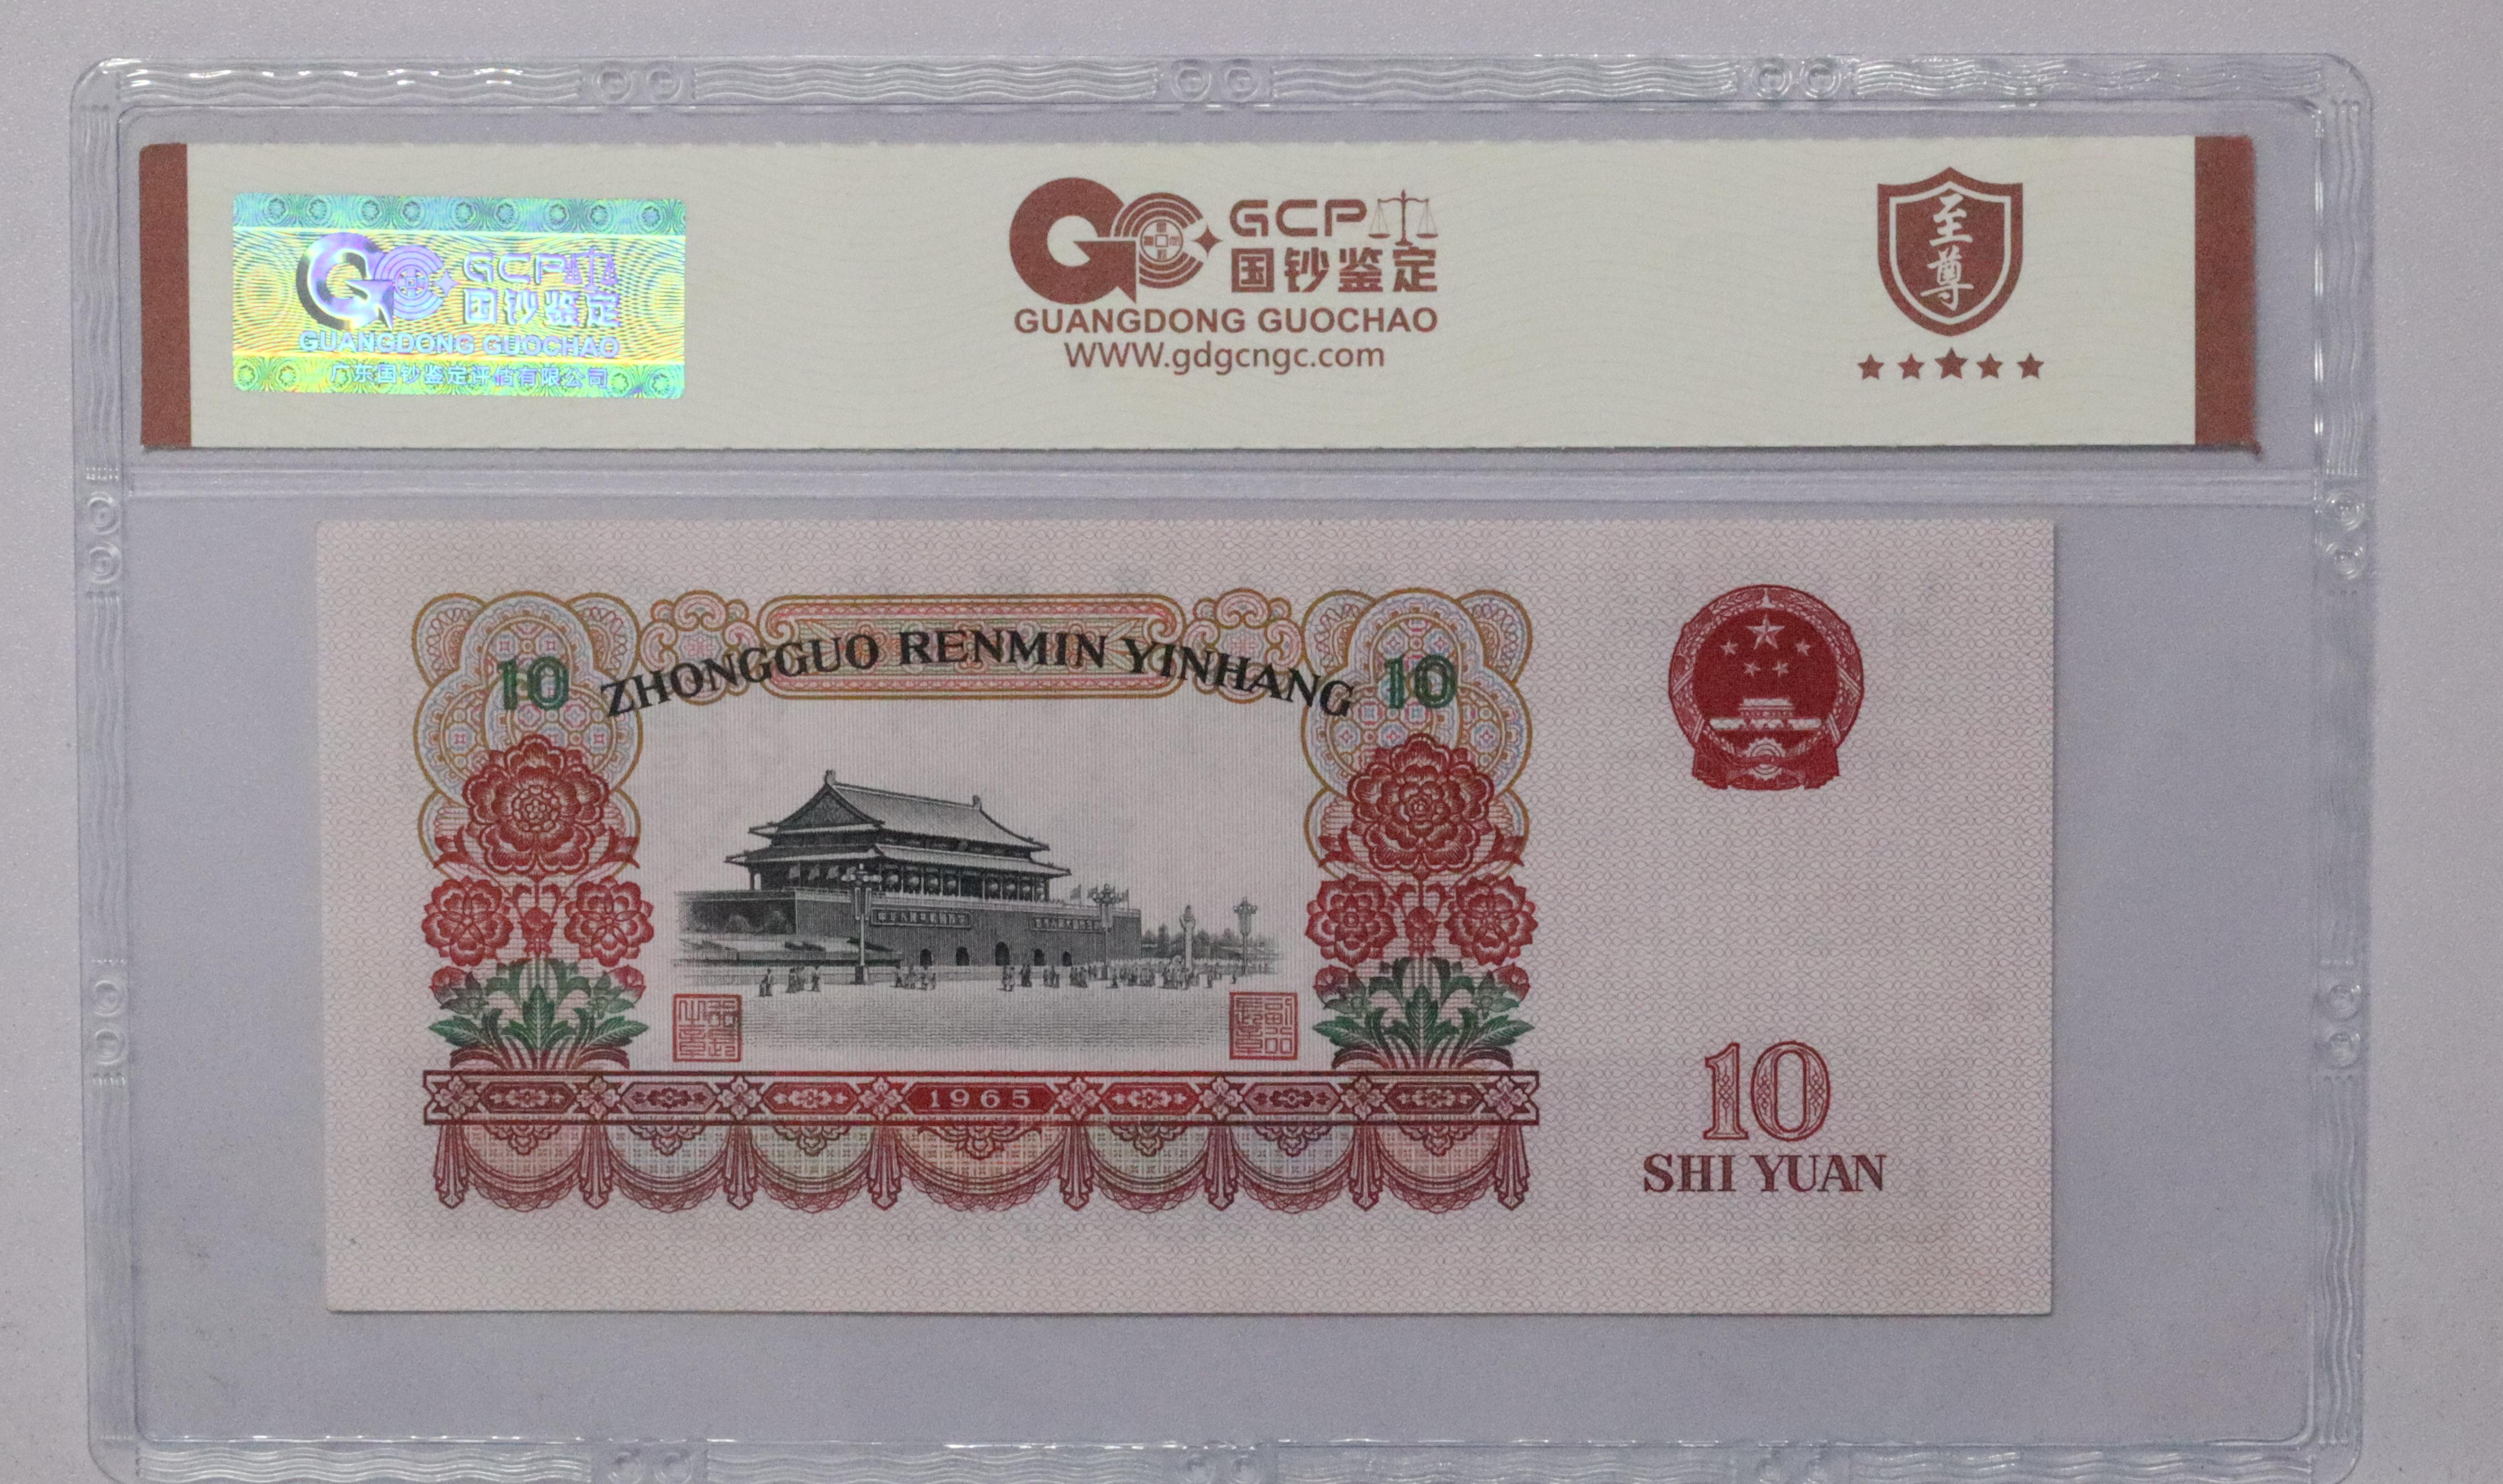 GCP
国钞鉴定
GUANGDONG GUOCHAO
广东国钞鉴定评估有限公司
GCP
国钞鉴定
GUANGDONG GUOCHAO
WWW.gdgcngc.com
至尊
10 ZHONGGUO RENMIN YINHANG 10
1965
10
SHI YUAN